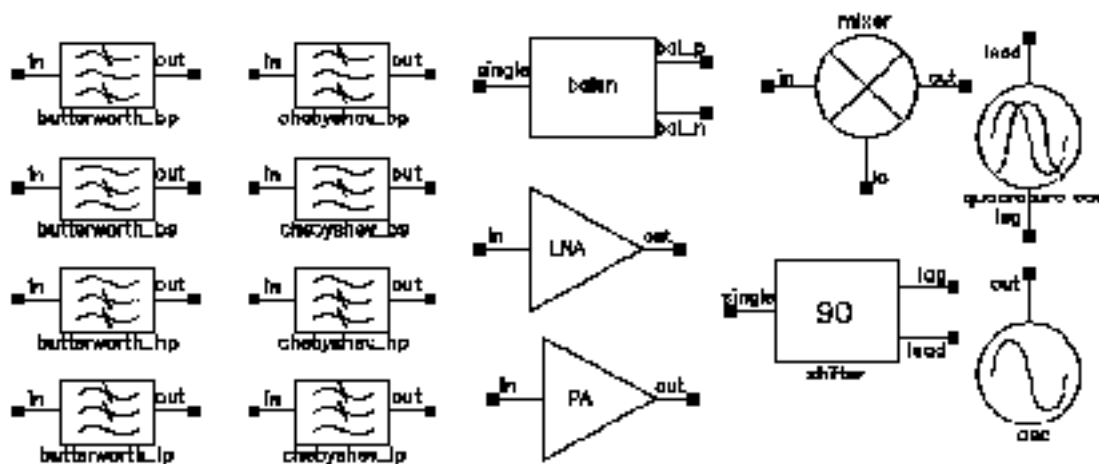 in out
butterworth_bp
in out
chebyshev_bp
single balun bal_p
bal_n
mixer
in out
lo
lead
lag
in out
butterworth_bs
in out
chebyshev_bs
in LNA out
in out
butterworth_hp
in out
chebyshev_hp
single 90 lag
lead
shifter
out
osc
in out
butterworth_lp
in out
chebyshev_lp
in PA out